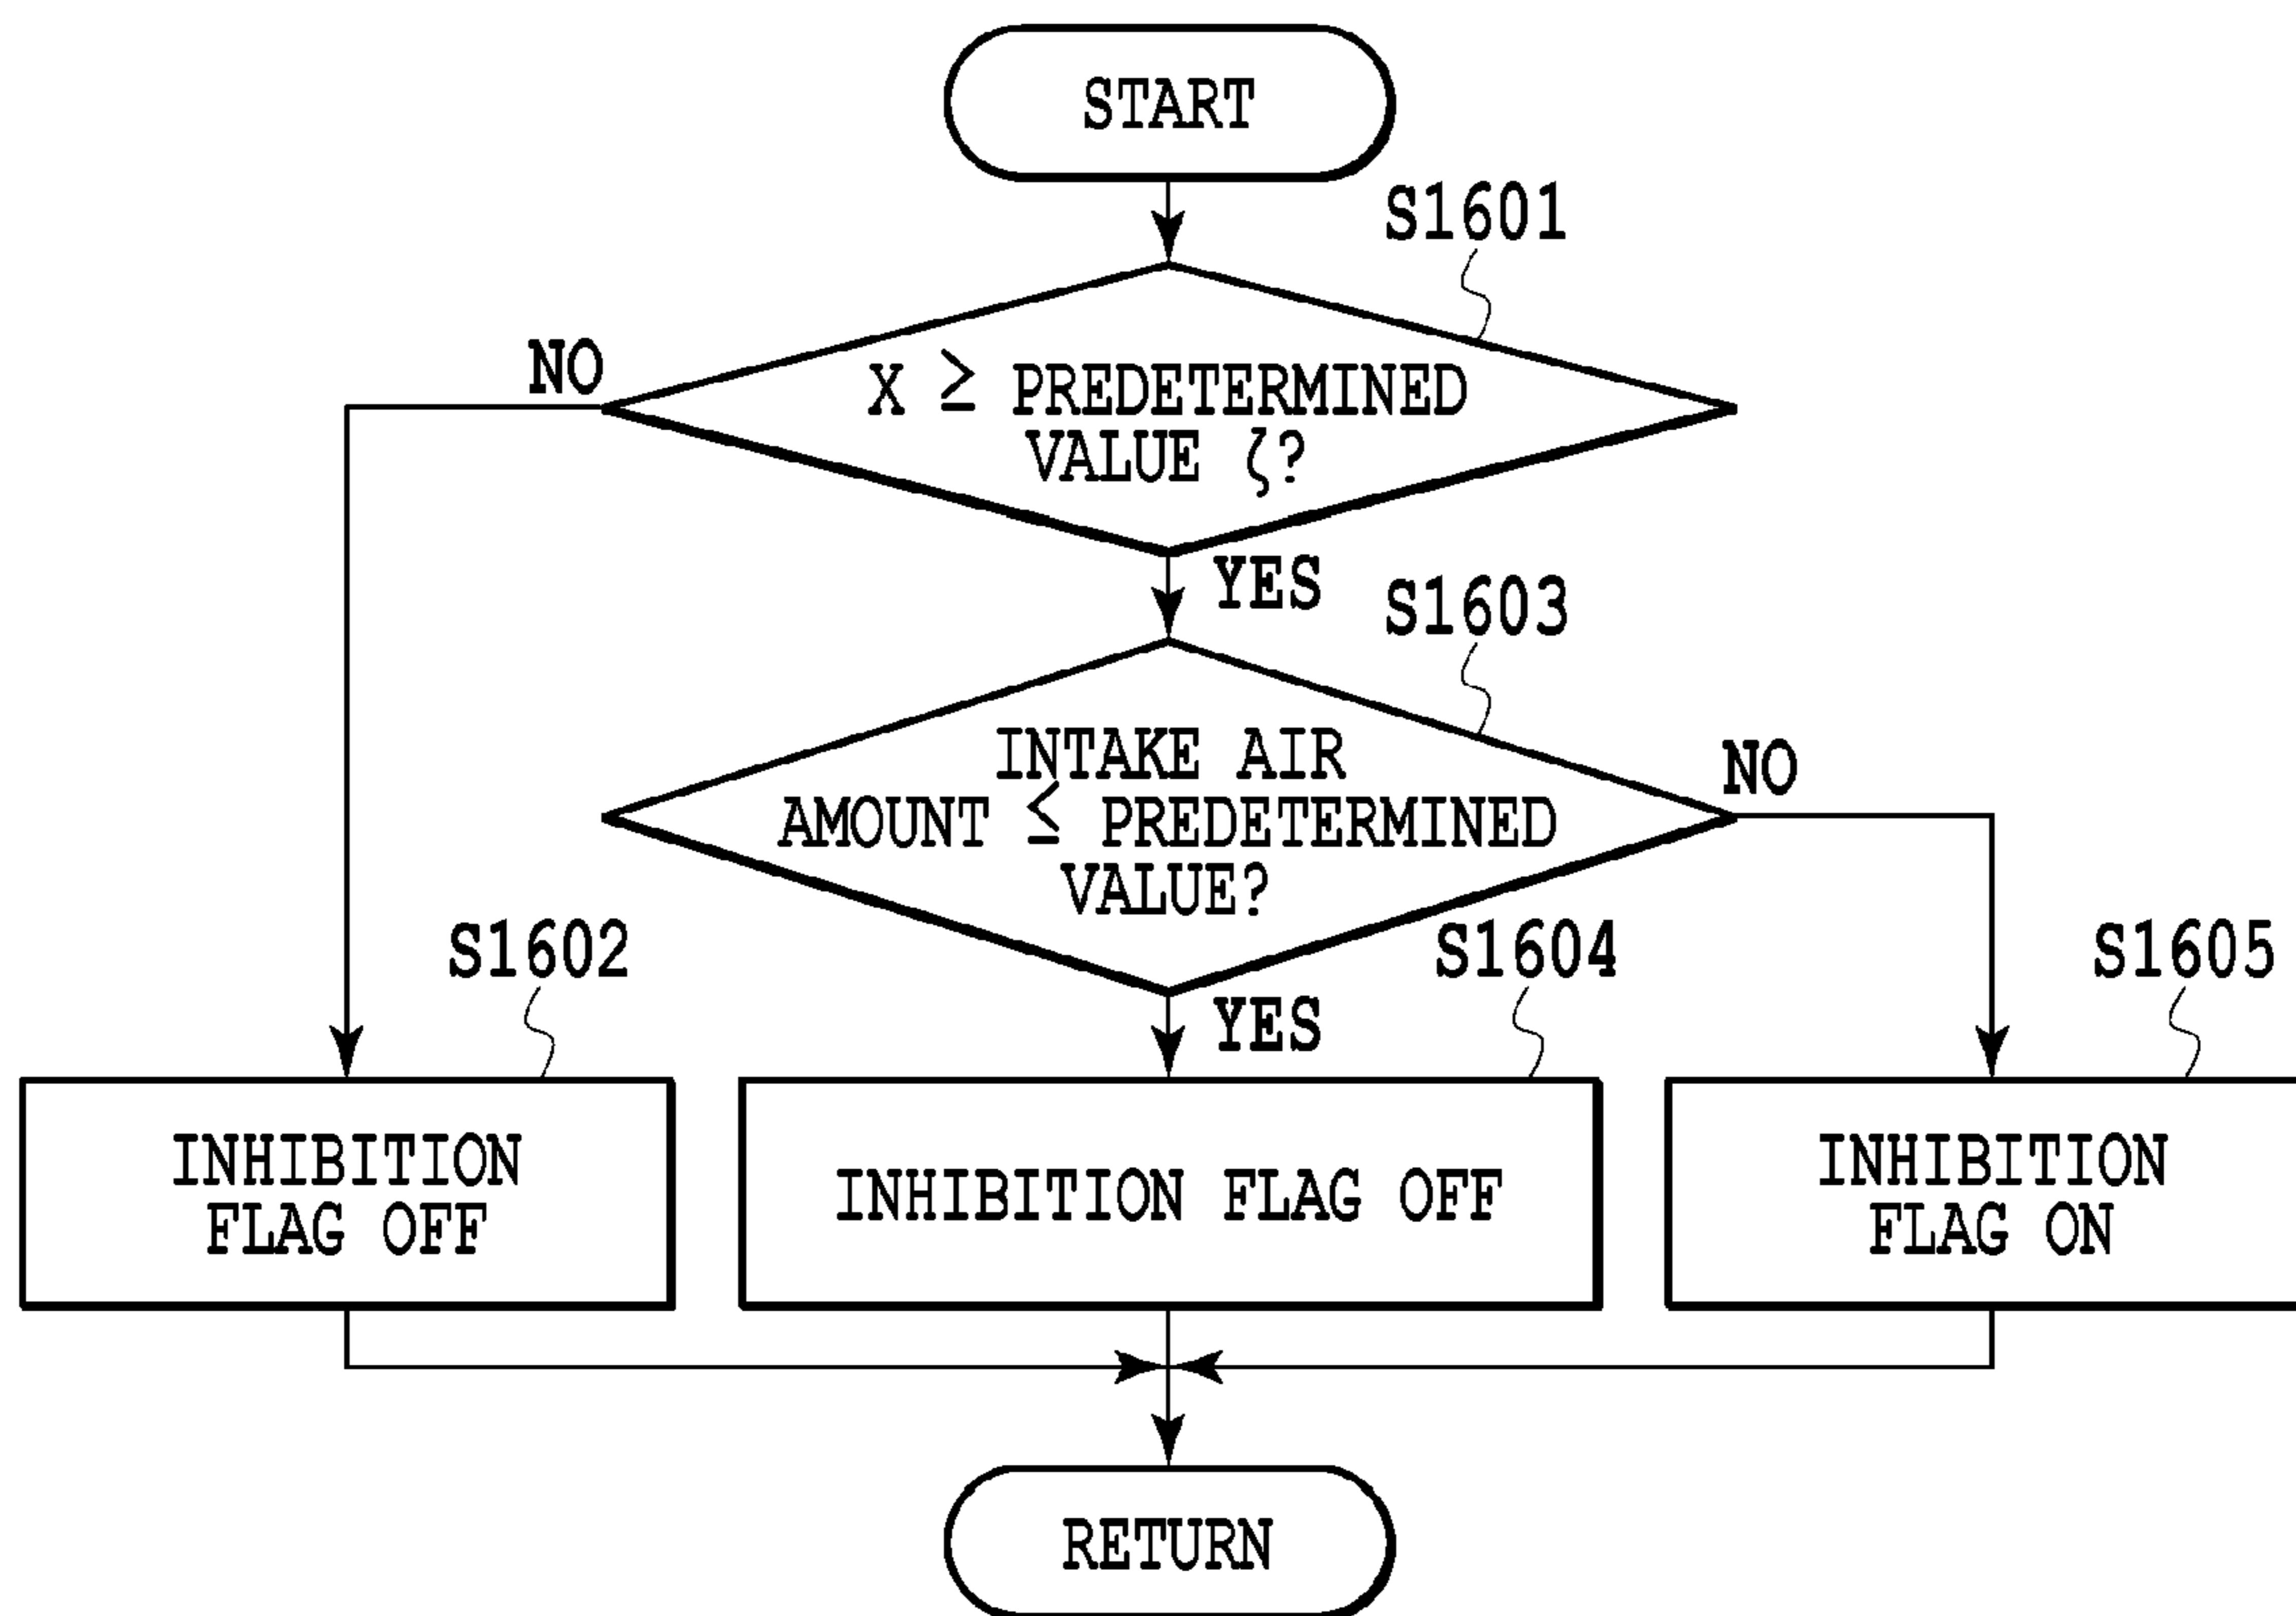 START
S1601
NO
X ≥ PREDETERMINED
VALUE ζ?
YES
S1603
INTAKE AIR
AMOUNT ≤ PREDETERMINED
VALUE?
NO
YES
S1602
INHIBITION
FLAG OFF
S1604
INHIBITION FLAG OFF
S1605
INHIBITION
FLAG ON
RETURN